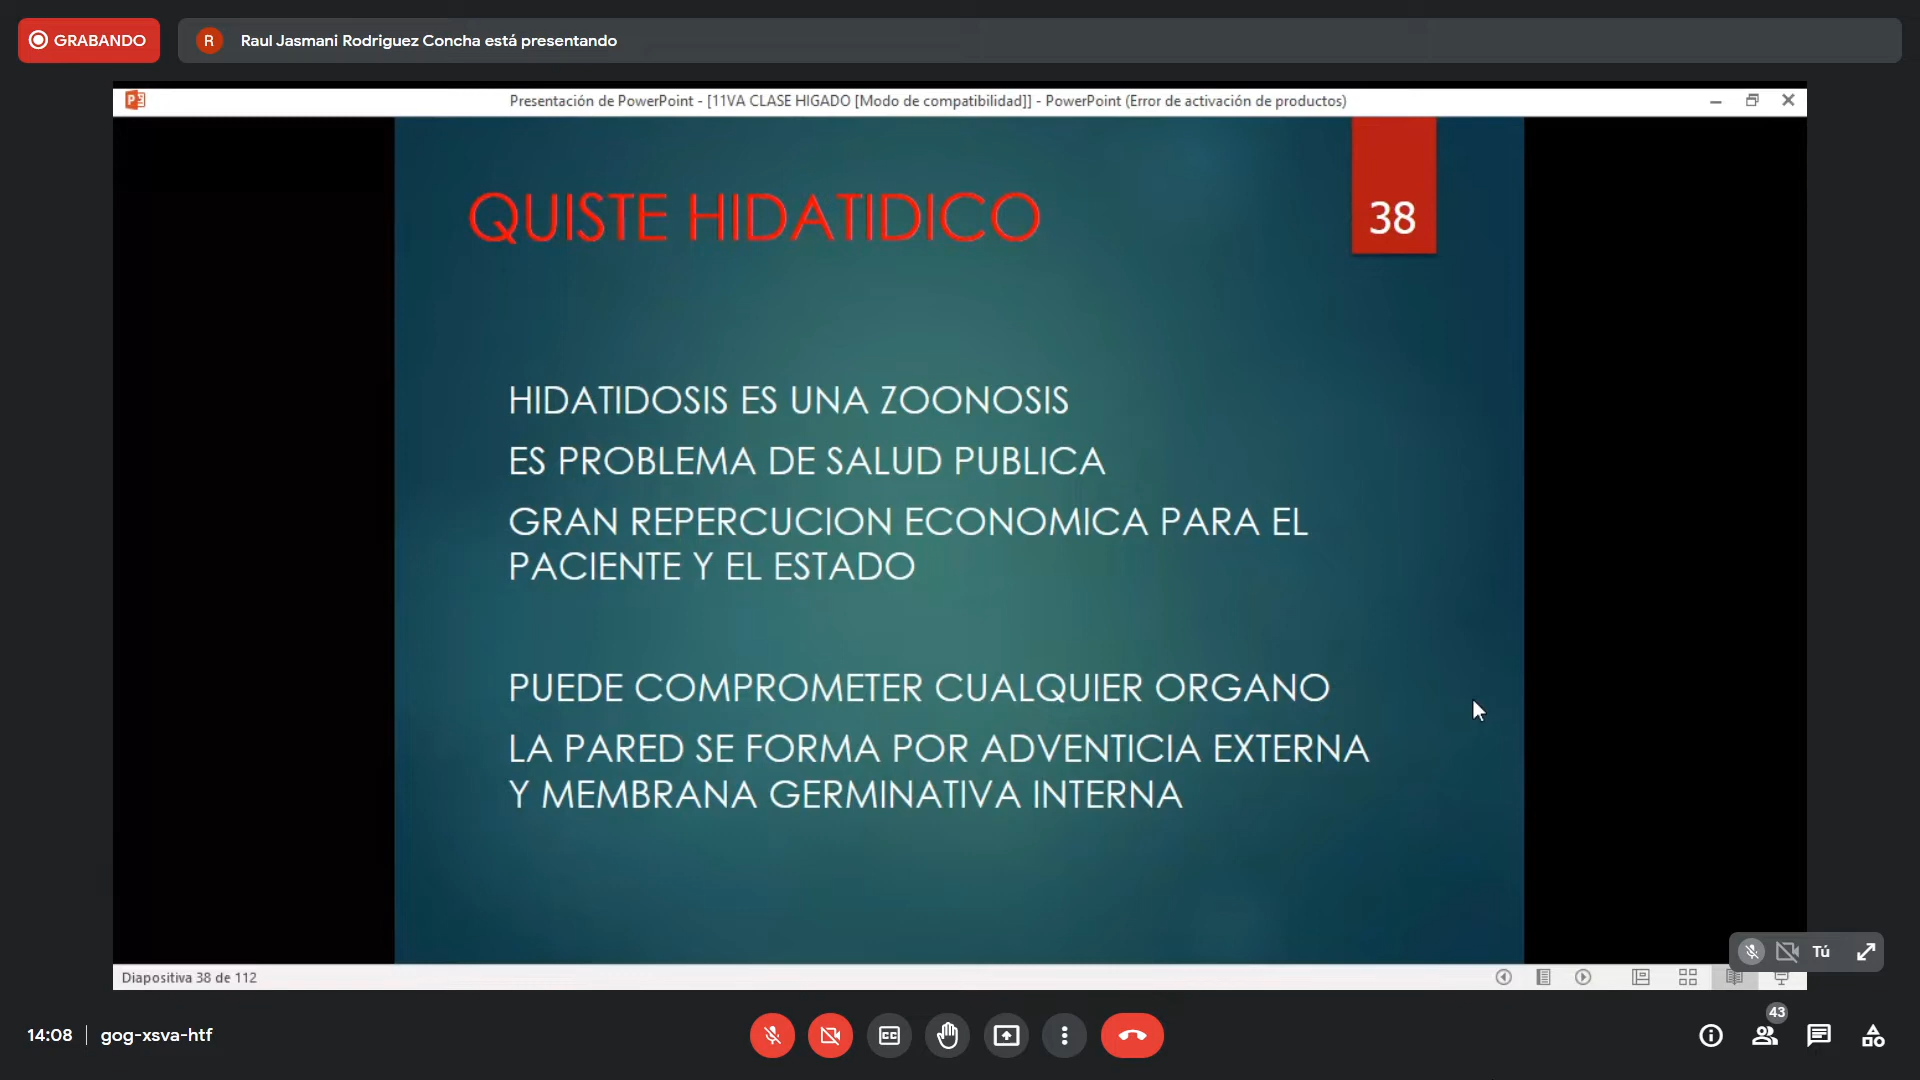 GRABANDO
R
Raul Jasmani Rodriguez Concha está presentando
Presentación de PowerPoint - [11VA CLASE HIGADO [Modo de compatibilidad]] - PowerPoint (Error de activación de productos)
QUISTE HIDATIDICO
38
HIDATIDOSIS ES UNA ZOONOSIS
ES PROBLEMA DE SALUD PUBLICA
GRAN REPERCUCION ECONOMICA PARA EL
PACIENTE Y EL ESTADO
PUEDE COMPROMETER CUALQUIER ORGANO
LA PARED SE FORMA POR ADVENTICIA EXTERNA
Y MEMBRANA GERMINATIVA INTERNA
Tú
Diapositiva 38 de 112
43
14:08 | gog-xsva-htf